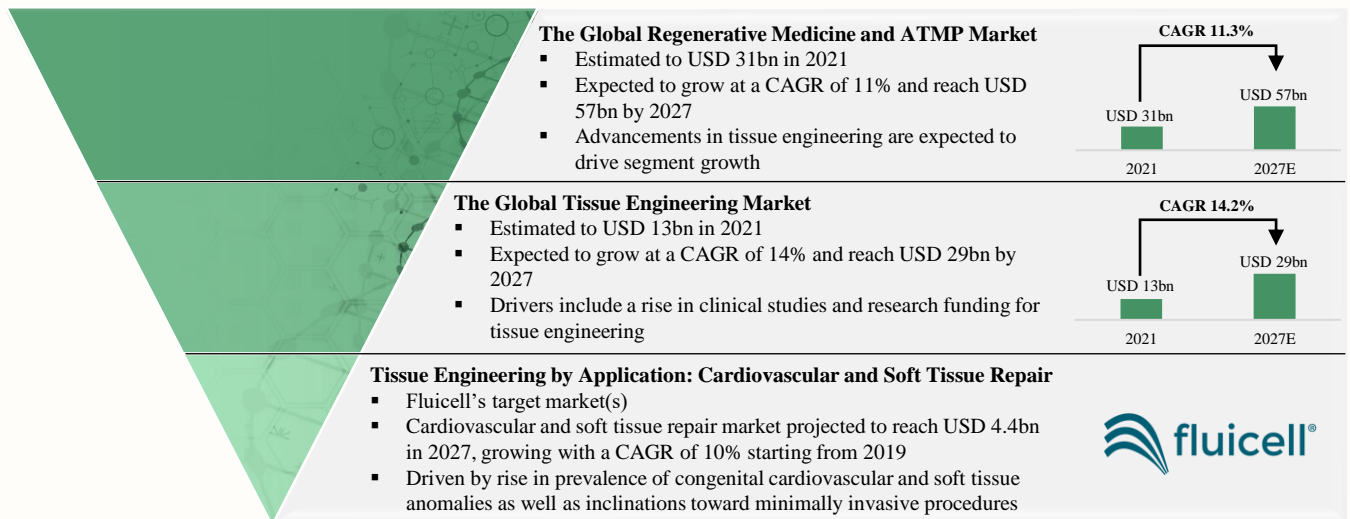 The Global Regenerative Medicine and ATMP Market
▪ Estimated to USD 31bn in 2021
▪ Expected to grow at a CAGR of 11% and reach USD
57bn by 2027
▪ Advancements in tissue engineering are expected to
drive segment growth
CAGR 11.3%
USD 31bn
USD 57bn
2021
2027E
The Global Tissue Engineering Market
▪ Estimated to USD 13bn in 2021
▪ Expected to grow at a CAGR of 14% and reach USD 29bn by
2027
▪ Drivers include a rise in clinical studies and research funding for
tissue engineering
CAGR 14.2%
USD 13bn
USD 29bn
2021
2027E
Tissue Engineering by Application: Cardiovascular and Soft Tissue Repair
▪ Fluicell's target market(s)
▪ Cardiovascular and soft tissue repair market projected to reach USD 4.4bn
in 2027, growing with a CAGR of 10% starting from 2019
▪ Driven by rise in prevalence of congenital cardiovascular and soft tissue
anomalies as well as inclinations toward minimally invasive procedures
fluicell®